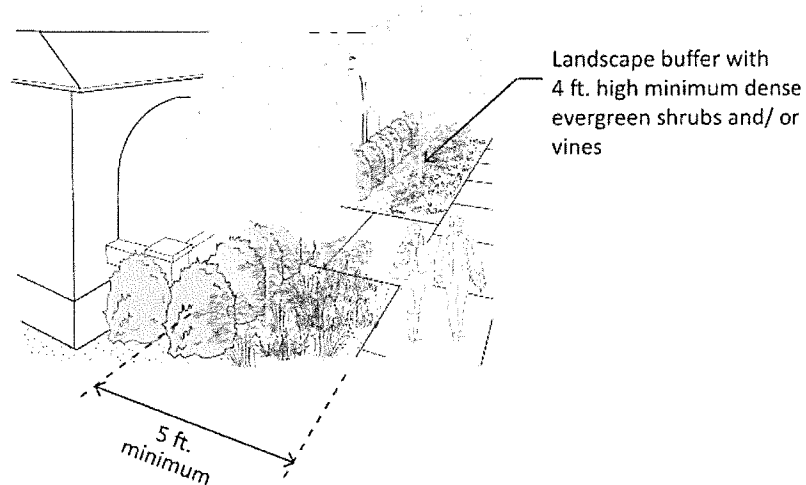 Landscape buffer with
4 ft. high minimum dense
evergreen shrubs and/ or
vines
5 ft.
minimum